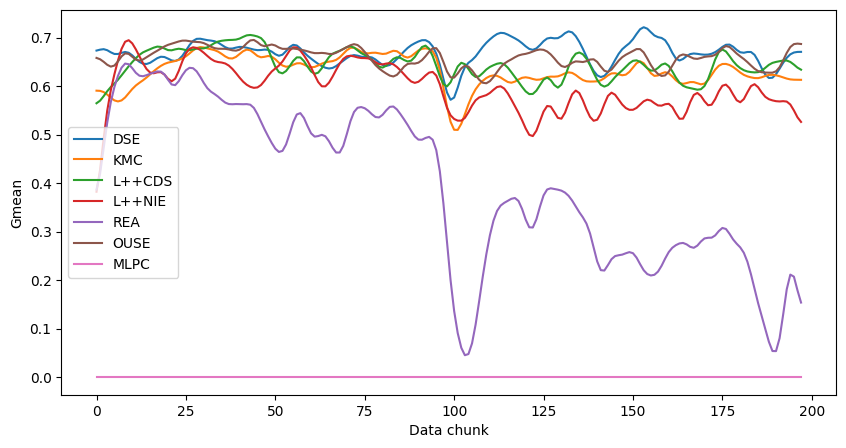 0.7
0.6
0.5
0.4
0.3
0.2
0.1
0.0
Gmean
DSE
KMC
L++CDS
L++NIE
REA
OUSE
MLPC
0 25 50 75 100 125 150 175 200
Data chunk